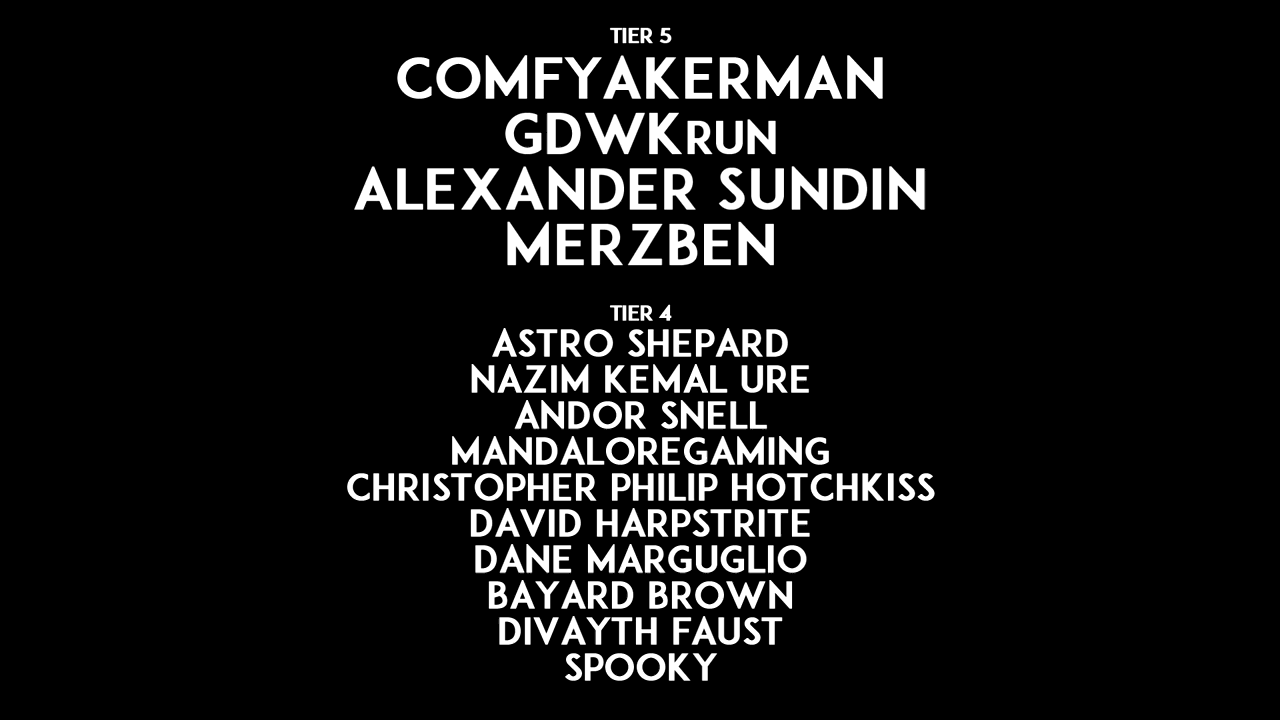 TIER 5
COMFYAKERMAN
GDWKRUN
ALEXANDER SUNDIN
MERZBEN
TIER 4
ASTRO SHEPARD
NAZIM KEMAL URE
ANDOR SNELL
MANDALOREGAMING
CHRISTOPHER PHILIP HOTCHKISS
DAVID HARPSTRITE
DANE MARGUGLIO
BAYARD BROWN
DIVAYTH FAUST
SPOOKY